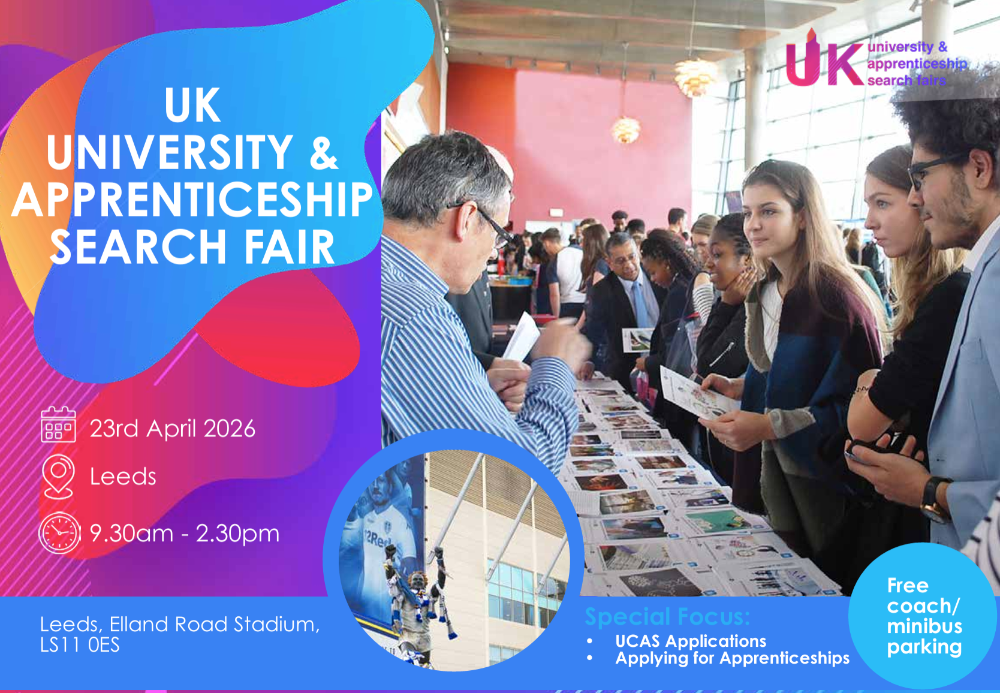 UK
UNIVERSITY &
APPRENTICESHIP
SEARCH FAIR
UK university &
apprenticeship
search fairs
23rd April 2026
Leeds
9.30am - 2.30pm
Leeds, Elland Road Stadium,
LS11 0ES
Special Focus:
• UCAS Applications
• Applying for Apprenticeships
Free
coach/
minibus
parking